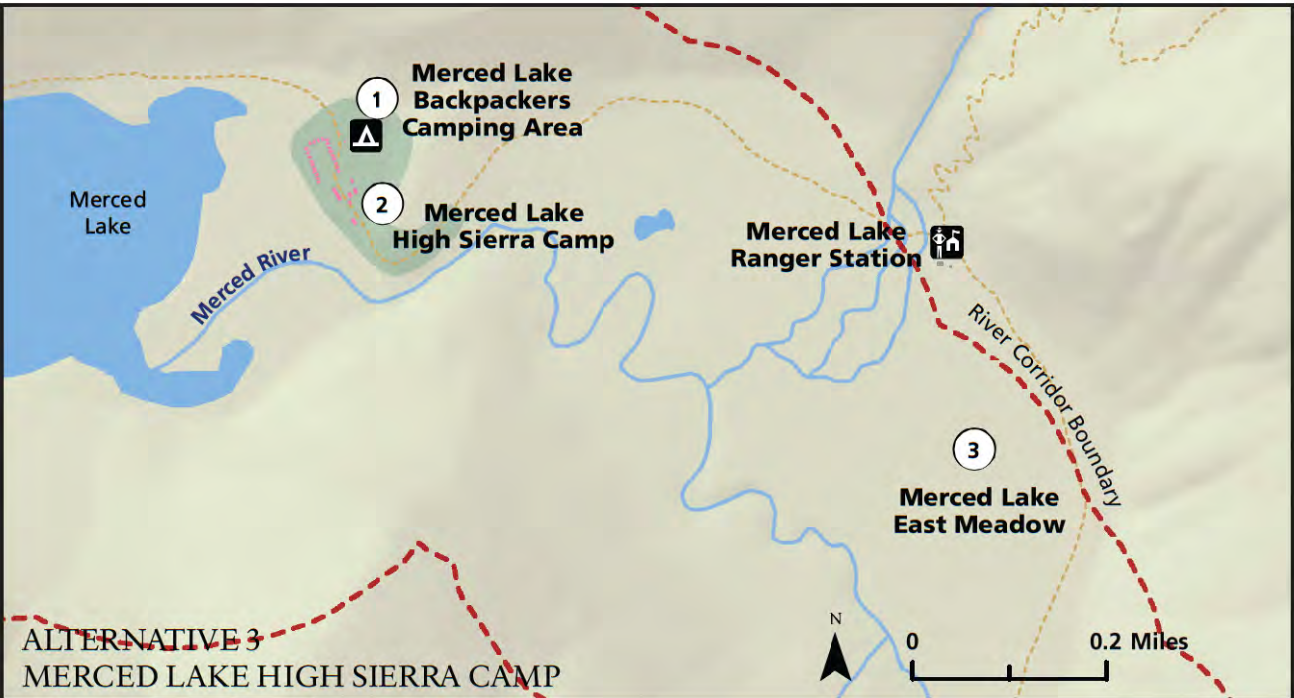 1
Merced Lake
Backpackers
Camping Area
Merced
Lake
2
Merced Lake
High Sierra Camp
Merced River
Merced Lake
Ranger Station
River Corridor Boundary
3
Merced Lake
East Meadow
N
0
0.2 Miles
ALTERNATIVE 3
MERCED LAKE HIGH SIERRA CAMP